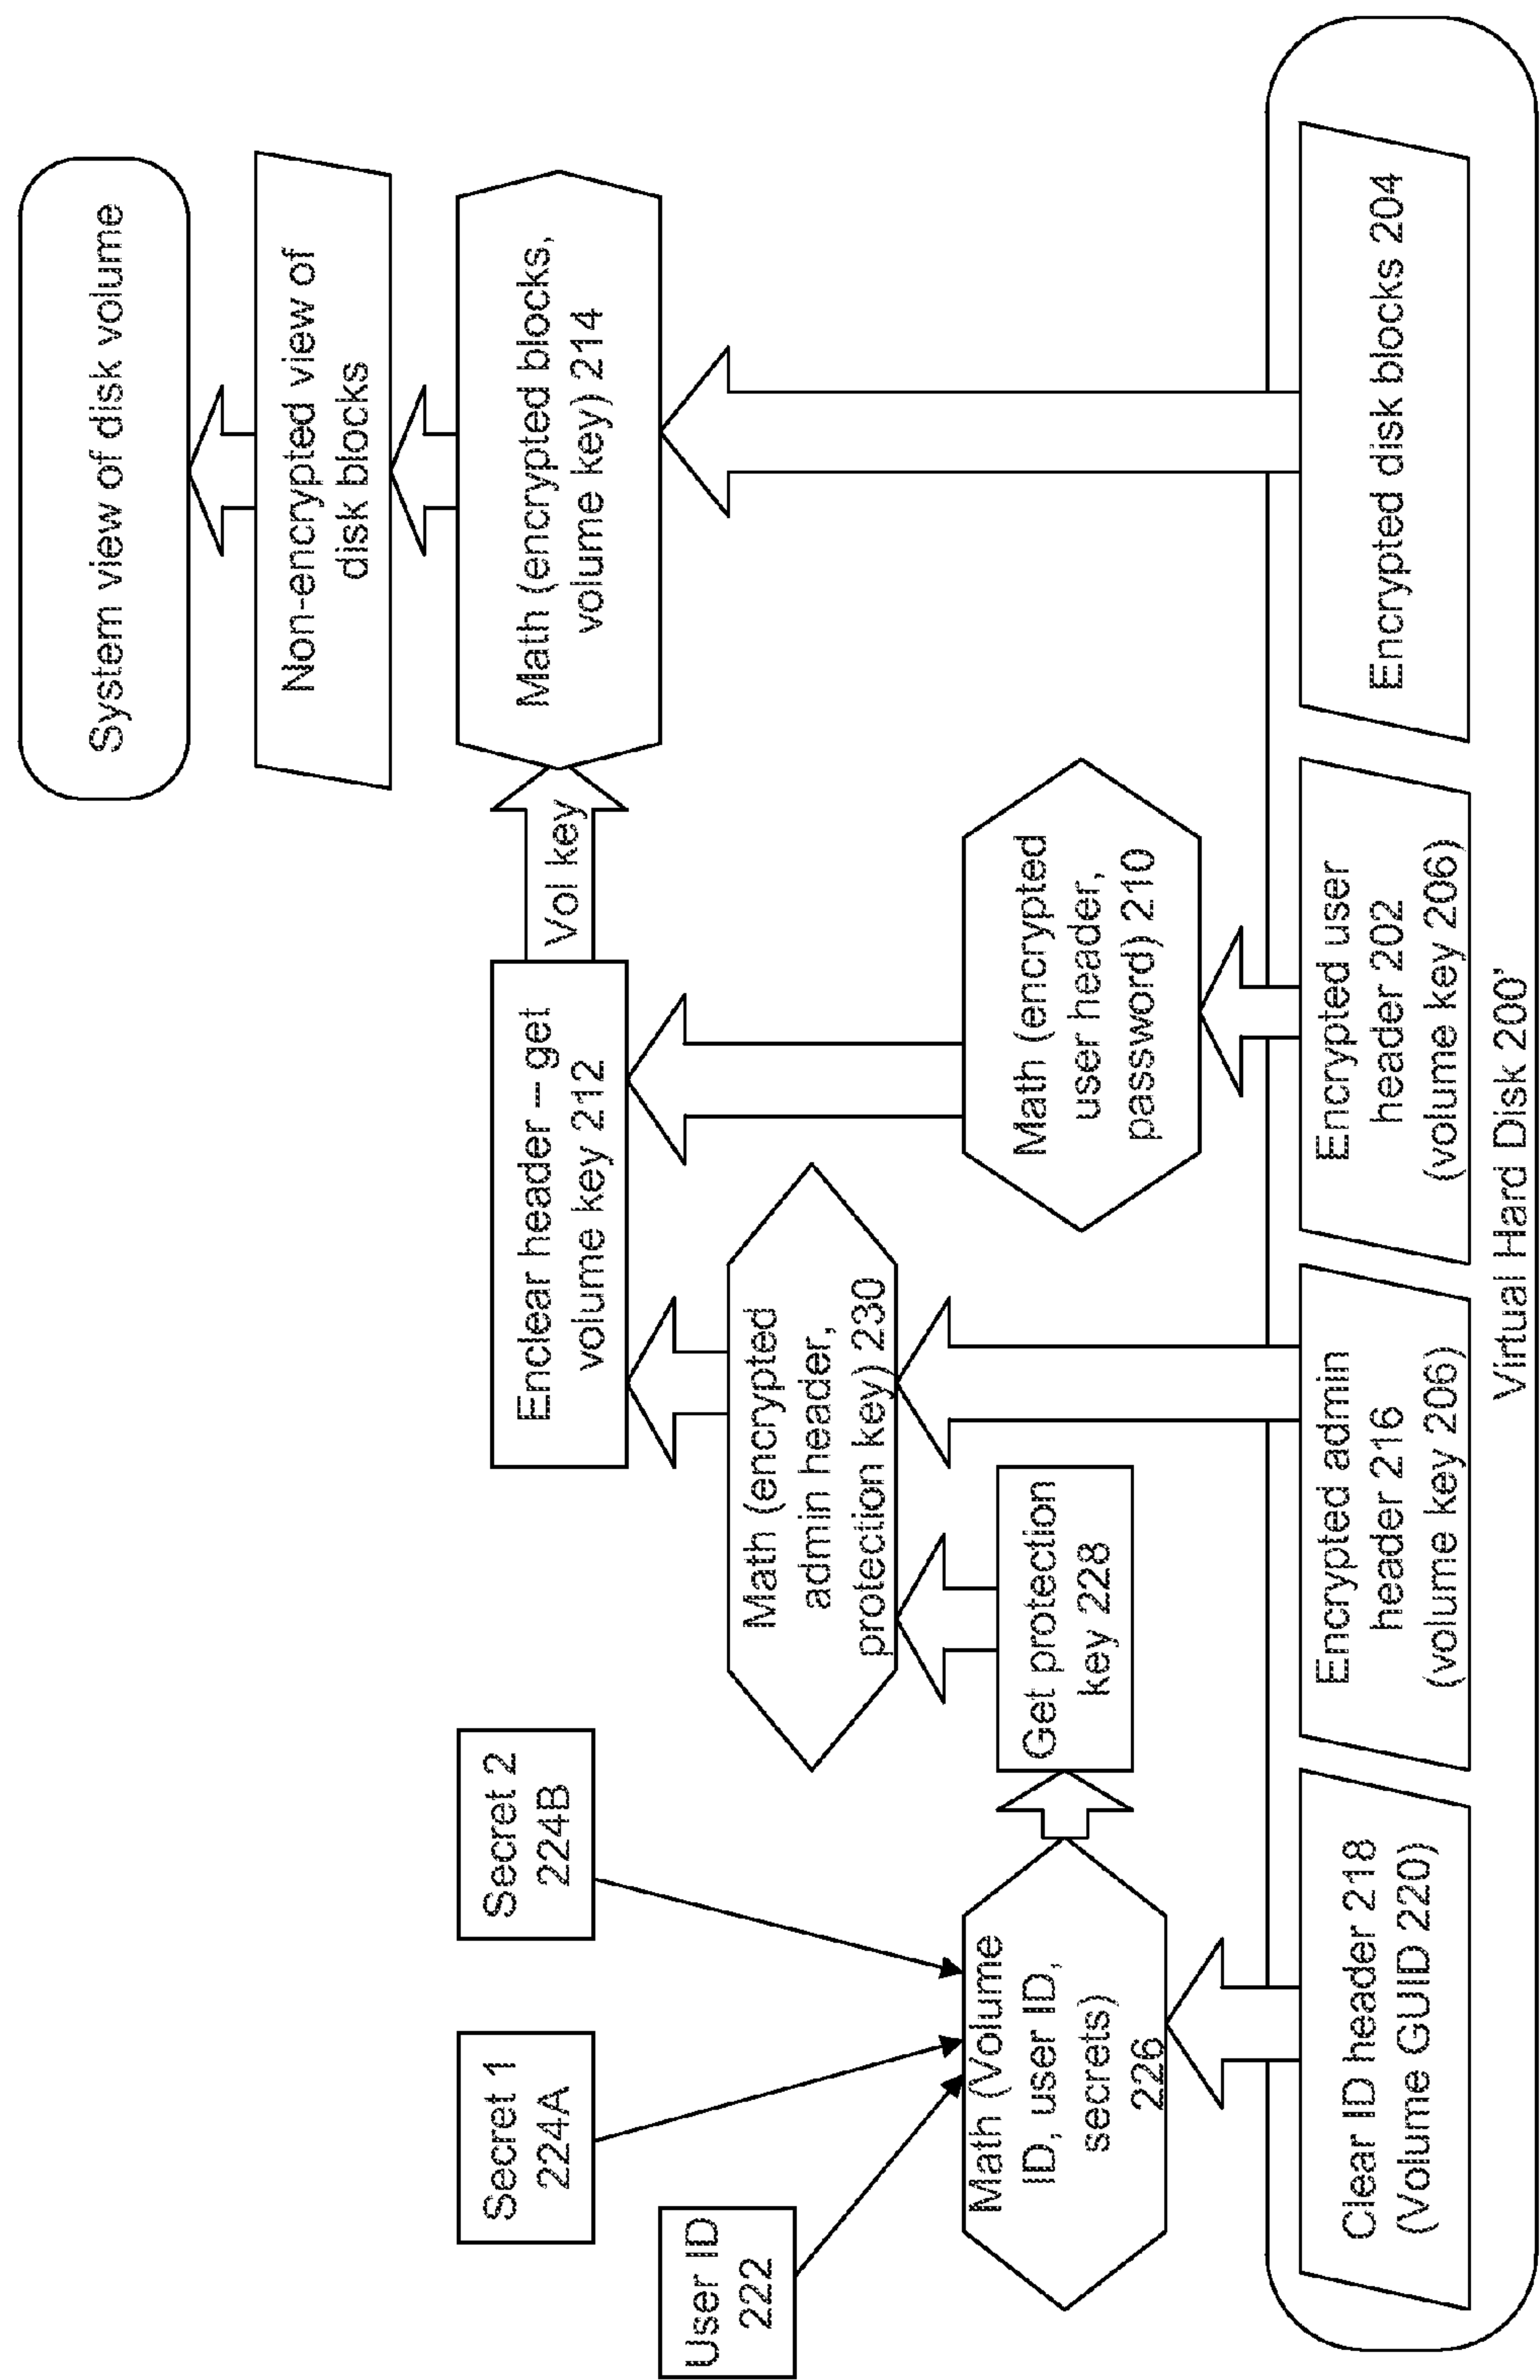 System view of disk volume
Non-encrypted view of
disk blocks
Math (encrypted blocks,
volume key) 214
Vol key
Enclear header -- get
volume key 212
Secret 2
224B
Secret 1
224A
User ID
222
Math (encrypted
admin header,
protection key) 230
Math (encrypted
user header,
password) 210
Get protection
key 228
Math (Volume
ID, user ID,
secrets)
226
Clear ID header 218
(Volume GUID 220)
Encrypted admin
header 216
(volume key 206)
Encrypted user
header 202
(volume key 206)
Encrypted disk blocks 204
Virtual Hard Disk 200'